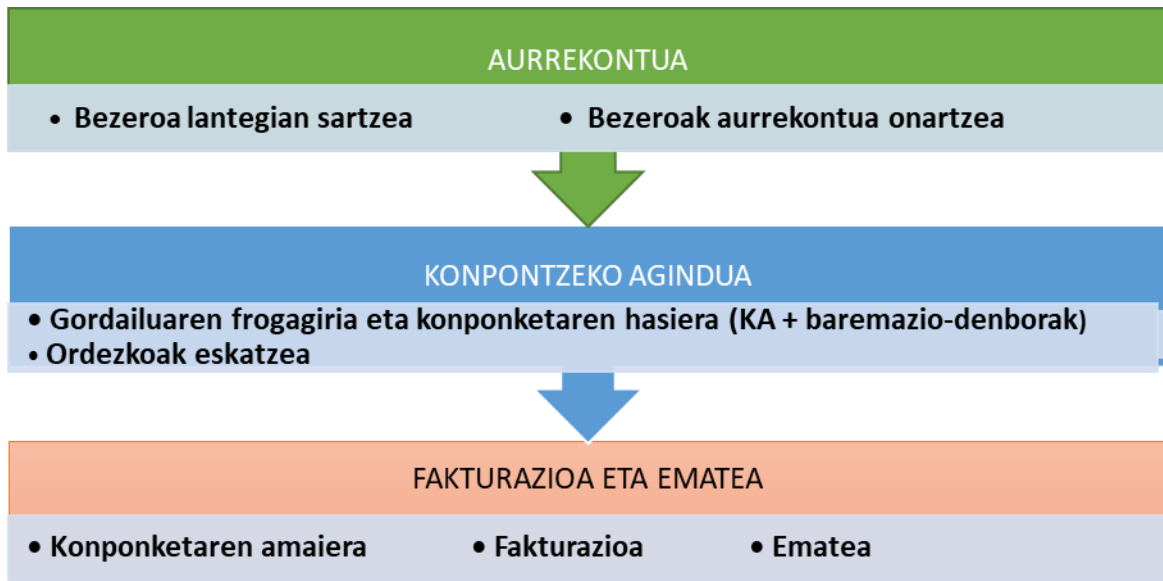 AURREKONTUA
• Bezeroa lantegian sartzea • Bezeroak aurrekontua onartzea
KONPONTZEKO AGINDUA
• Gordailuaren frogagiria eta konponketaren hasiera (KA + baremazio-denborak)
• Ordezkoak eskatzea
FAKTURAZIOA ETA EMATEA
• Konponketaren amaiera • Fakturazioa • Ematea